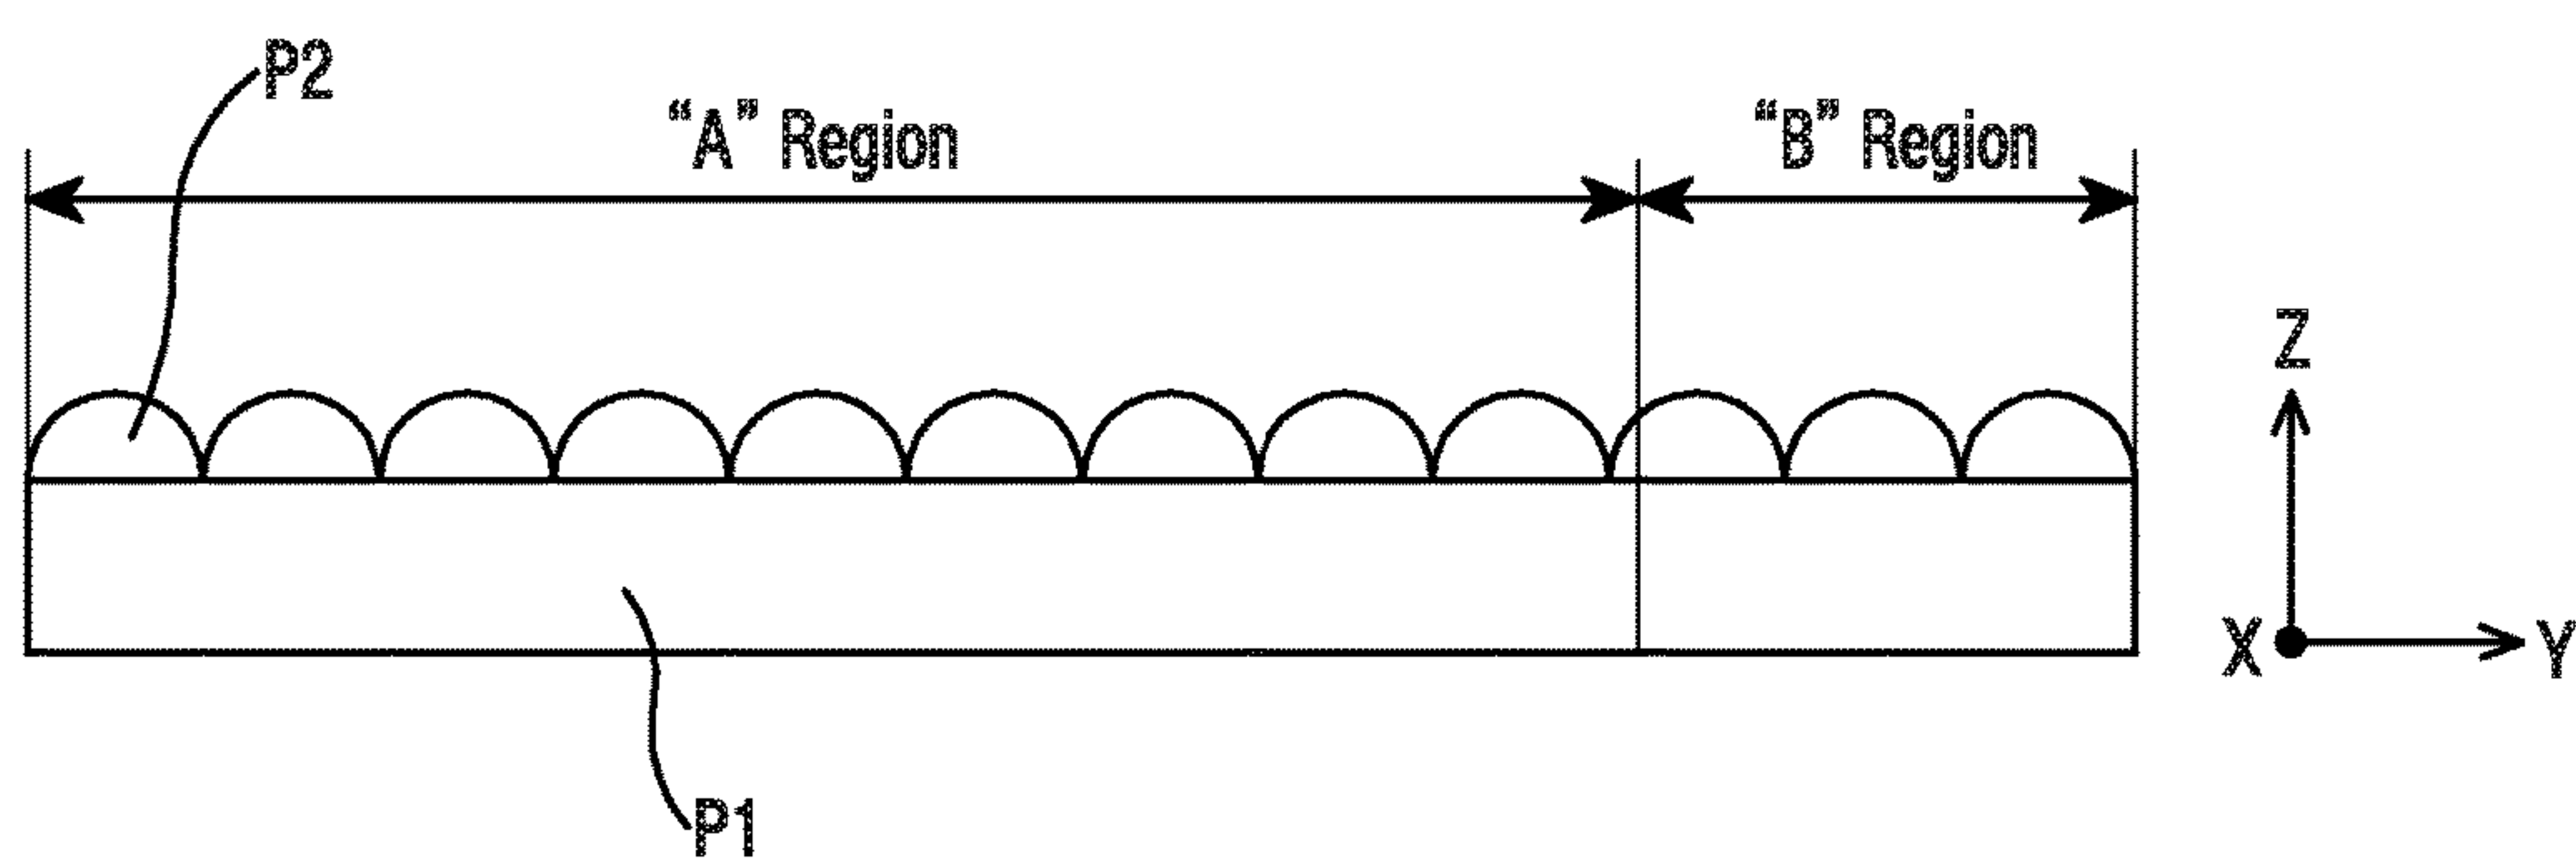 P2
“A” Region
“B” Region
Z
X
Y
P1